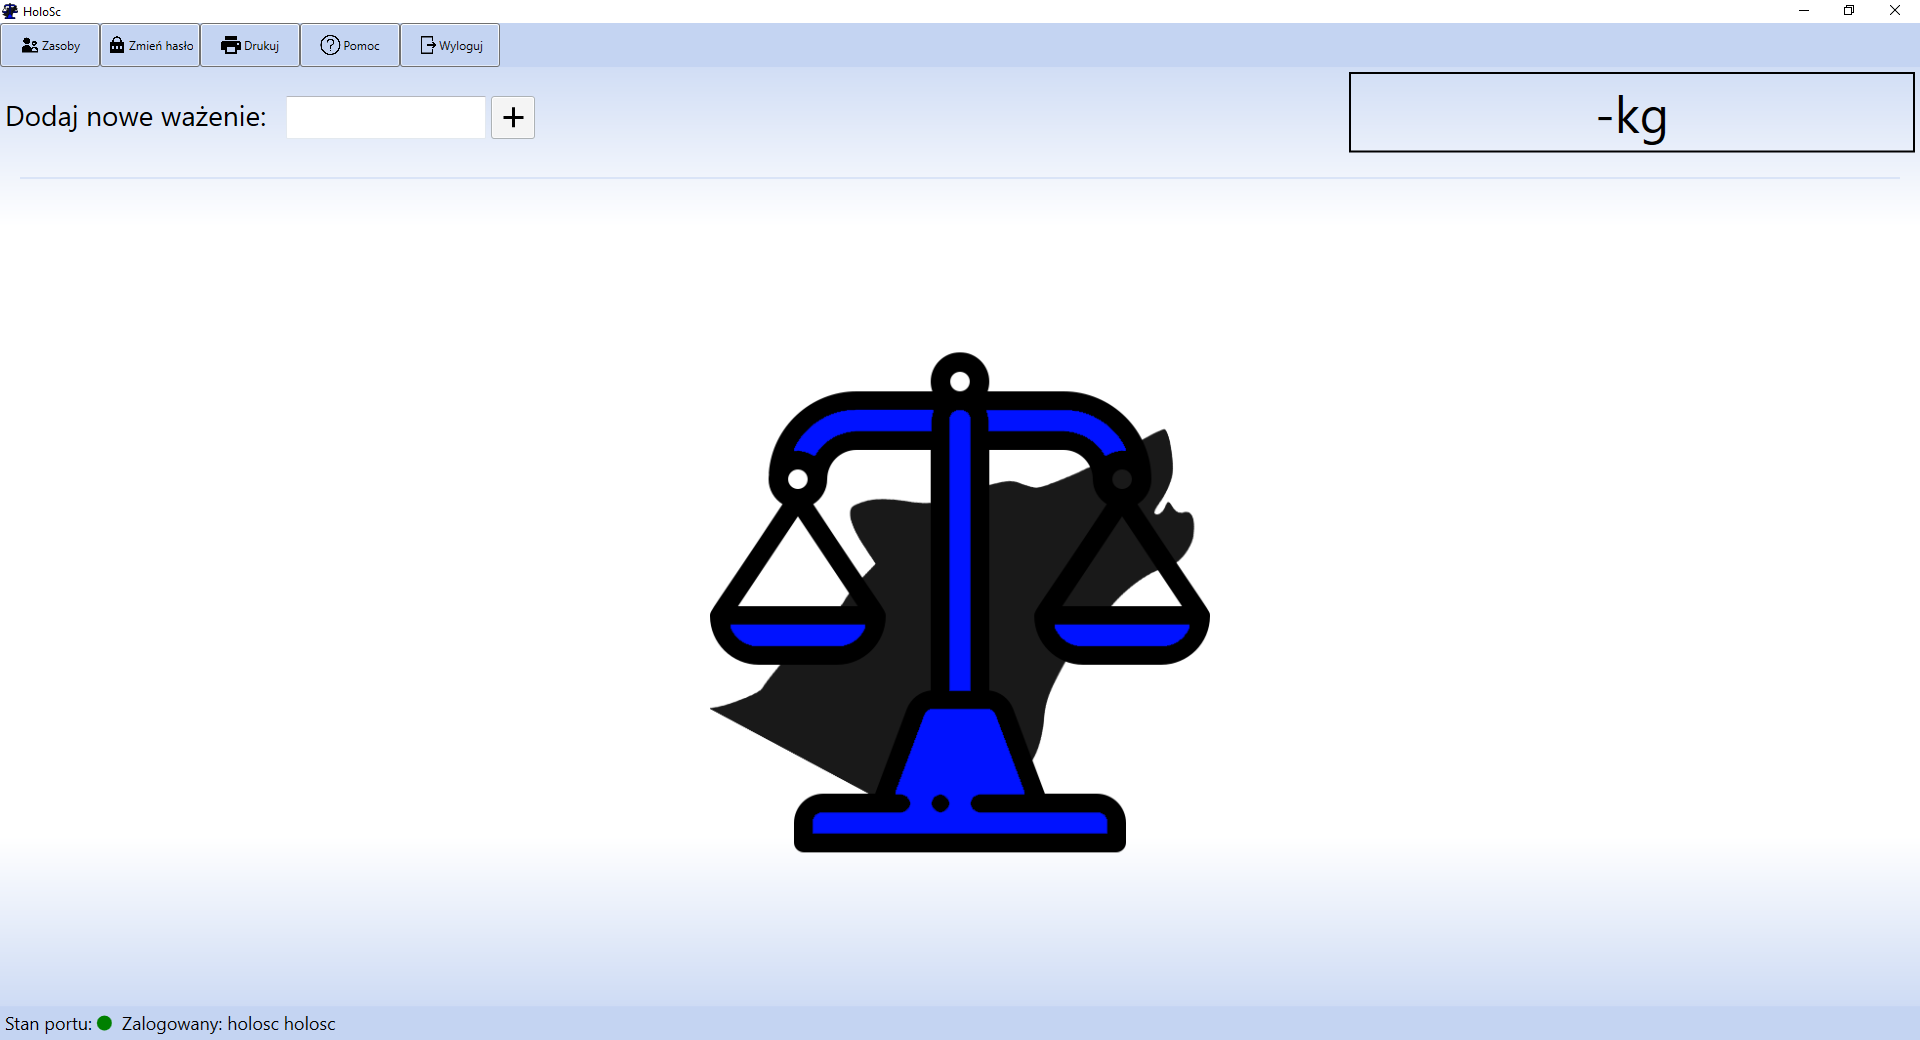 HoloSc
Zasoby
Zmień hasło
Drukuj
Pomoc
Wyloguj
Dodaj nowe ważenie:
-kg
Stan portu:
Zalogowany: holosc holosc